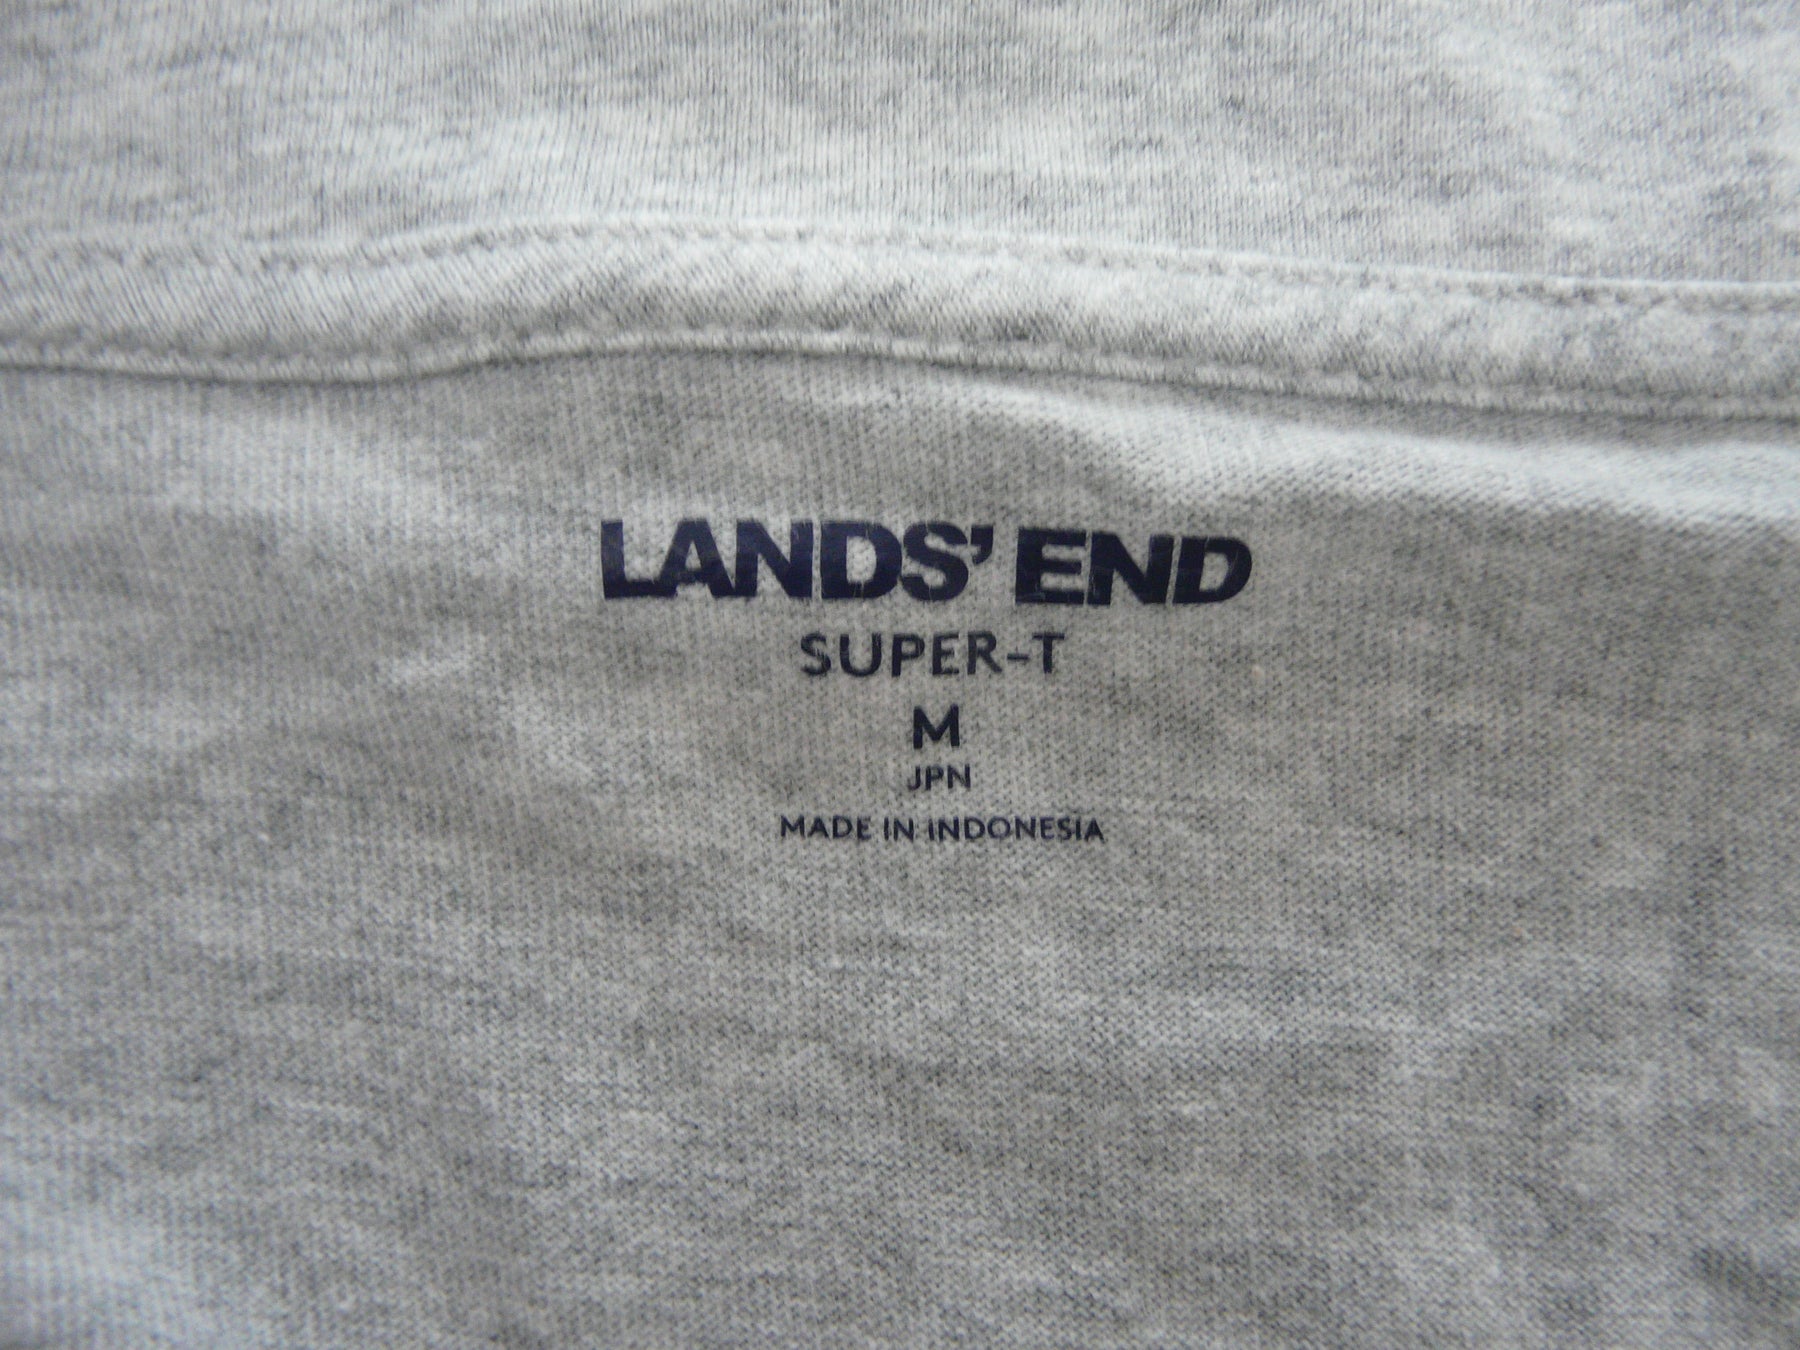 LANDS' END
SUPER-T
M
JPN
MADE IN INDONESIA